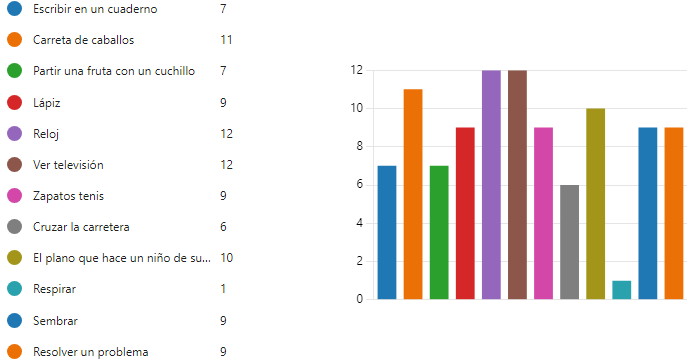 Escribir en un cuaderno 7
Carreta de caballos 11
Partir una fruta con un cuchillo 7
Lápiz 9
Reloj 12
Ver televisión 12
Zapatos tenis 9
Cruzar la carretera 6
El plano que hace un niño de su... 10
Respirar 1
Sembrar 9
Resolver un problema 9
12
10
8
6
4
2
0